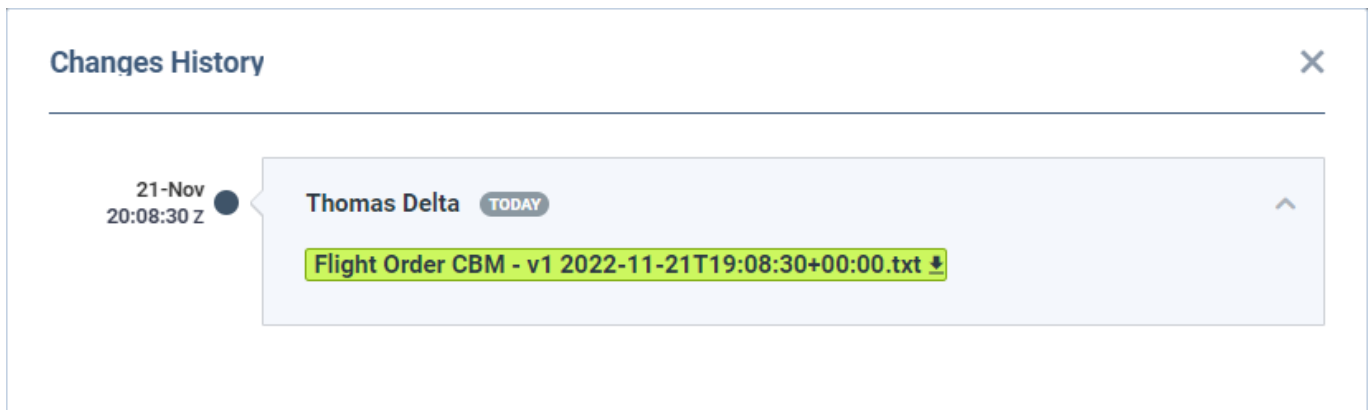 Changes History
21-Nov
20:08:30 Z
Thomas Delta TODAY
Flight Order CBM - v1 2022-11-21T19:08:30+00:00.txt